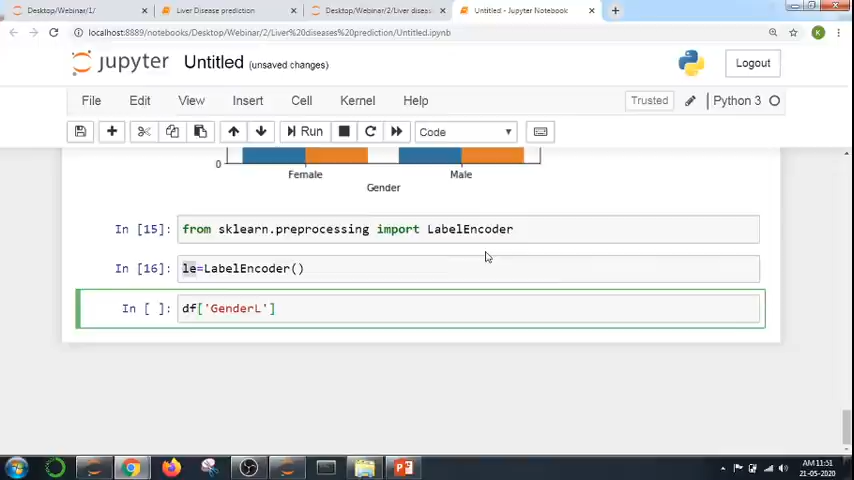 Desktop/Webinar/1/
Liver Disease prediction
Desktop/Webinar/2/Liver diseas
Untitled - Jupyter Notebook
localhost:8889/notebooks/Desktop/Webinar/2/Liver%20diseases%20prediction/Untitled.ipynb
K
jupyter Untitled (unsaved changes)
Logout
File Edit View Insert Cell Kernel Help
Trusted Python 3
Run Code
0
Female Male
Gender
In [15]: from sklearn.preprocessing import LabelEncoder
In [16]: le=LabelEncoder()
In [ ]: df['GenderL']
AM 11:51
21-05-2020